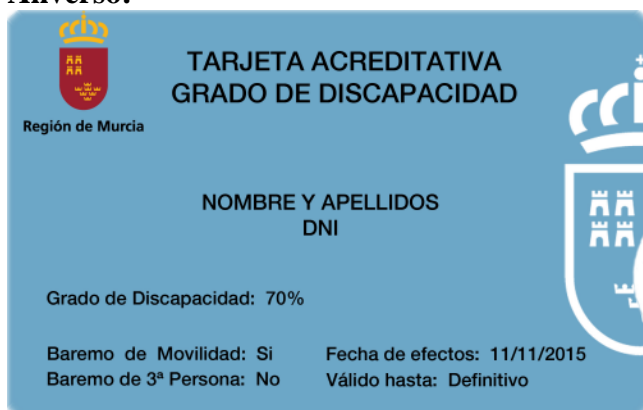 Anverso:
TARJETA ACREDITATIVA
GRADO DE DISCAPACIDAD
Región de Murcia
NOMBRE Y APELLIDOS
DNI
Grado de Discapacidad: 70%
Baremo de Movilidad: Si
Fecha de efectos: 11/11/2015
Baremo de 3ª Persona: No
Válido hasta: Definitivo